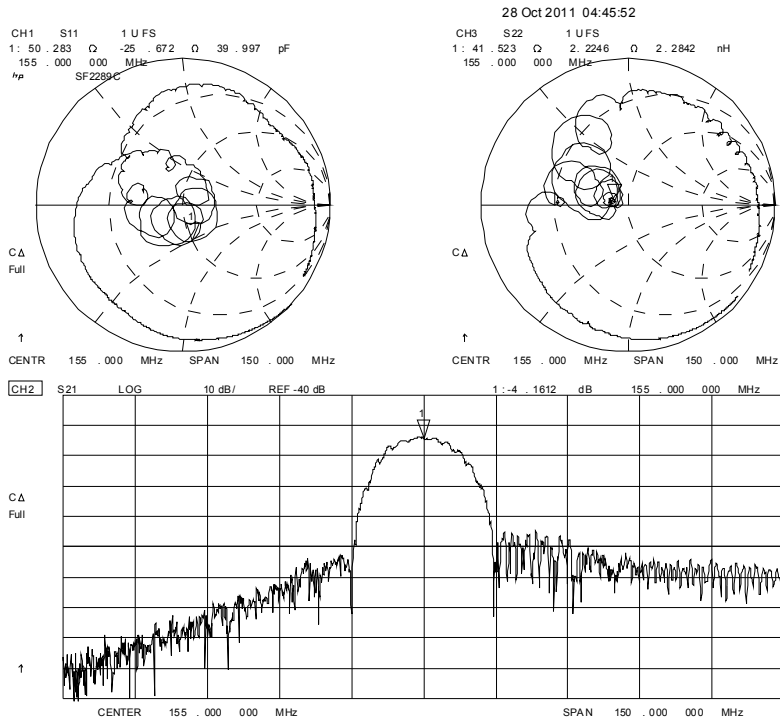 28 Oct 2011 04:45:52
CH1 S11 1 U FS
1: 50 .283 Ω -25 .672 Ω 39 .997 pF
155 .000 000 MHz
hp SF2289C
1
C Δ
Full
↑
CENTR 155 .000 MHz SPAN 150 .000 MHz
CH3 S22 1 U FS
1: 41 .523 Ω 2 .2246 Ω 2 .2842 nH
155 .000 000 MHz
C Δ
Full
↑
CENTR 155 .000 MHz SPAN 150 .000 MHz
CH2 S21 LOG 10 dB/ REF -40 dB 1 :-4 .1612 dB 155 .000 000 MHz
1
C Δ
Full
↑
CENTER 155 .000 000 MHz SPAN 150 .000 000 MHz